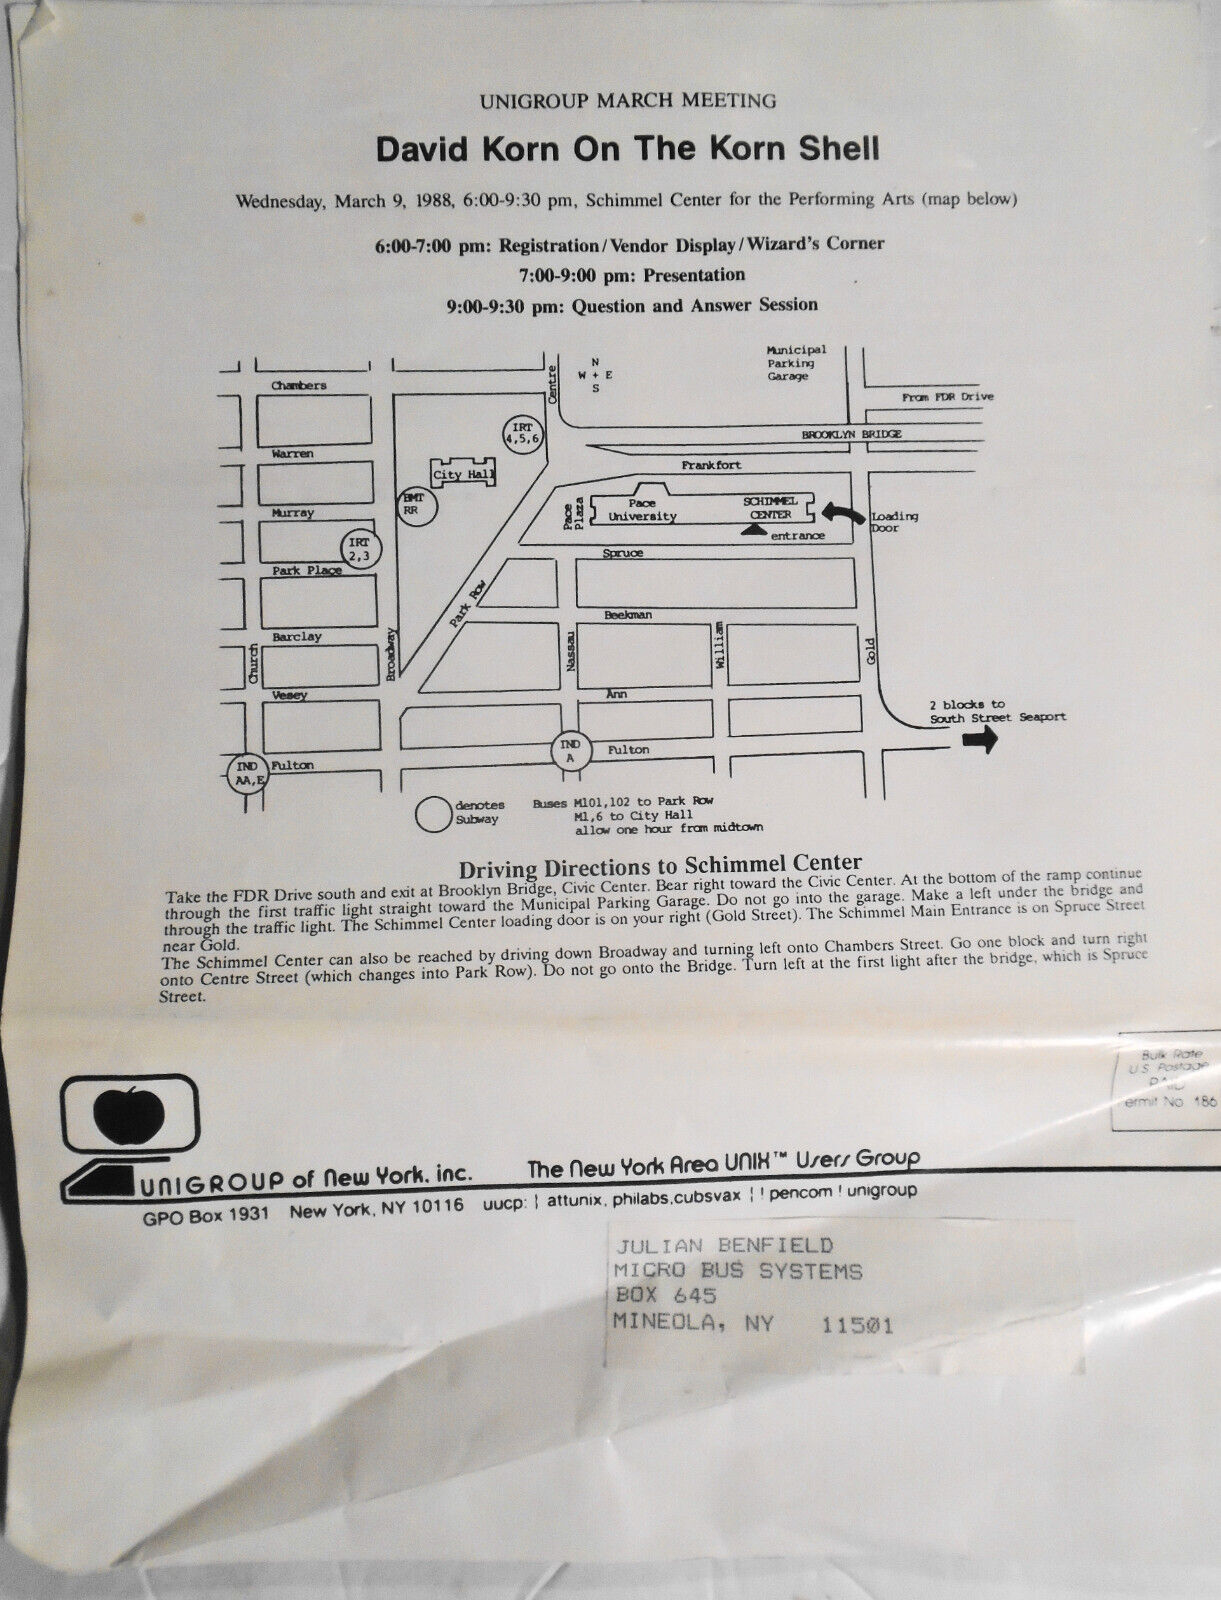 UNIGROUP MARCH MEETING
David Korn On The Korn Shell
Wednesday, March 9, 1988, 6:00-9:30 pm, Schimmel Center for the Performing Arts (map below)
6:00-7:00 pm: Registration/Vendor Display/Wizard's Corner
7:00-9:00 pm: Presentation
9:00-9:30 pm: Question and Answer Session
Municipal
Parking
Garage
N
W + E
S
Centre
Chambers
From FDR Drive
IRT
4,5,6
BROOKLYN BRIDGE
Warren
City Hall
Frankfort
BMT
RR
Pace
Plaza
Pace
University
SCHIMMEL
CENTER
Loading
Door
Murray
entrance
IRT
2,3
Spruce
Park Place
Park Row
Beekman
Barclay
Church
Broadway
Nassau
William
Gold
Vesey
Ann
2 blocks to
South Street Seaport
IND
A
Fulton
IND
AA,E
Fulton
denotes
Subway
Buses M101,102 to Park Row
M1,6 to City Hall
allow one hour from midtown
Driving Directions to Schimmel Center
Take the FDR Drive south and exit at Brooklyn Bridge, Civic Center. Bear right toward the Civic Center. At the bottom of the ramp continue
through the first traffic light straight toward the Municipal Parking Garage. Do not go into the garage. Make a left under the bridge and
through the traffic light. The Schimmel Center loading door is on your right (Gold Street). The Schimmel Main Entrance is on Spruce Street
near Gold.
The Schimmel Center can also be reached by driving down Broadway and turning left onto Chambers Street. Go one block and turn right
onto Centre Street (which changes into Park Row). Do not go onto the Bridge. Turn left at the first light after the bridge, which is Spruce
Street.
Bulk Rate
U.S. Postage
PAID
ermit No. 186
UNIGROUP of New York, inc.
The New York Area UNIX™ Users Group
GPO Box 1931 New York, NY 10116 uucp: ¦ attunix, philabs,cubsvax ¦ ! pencom ! unigroup
JULIAN BENFIELD
MICRO BUS SYSTEMS
BOX 645
MINEOLA, NY 11501